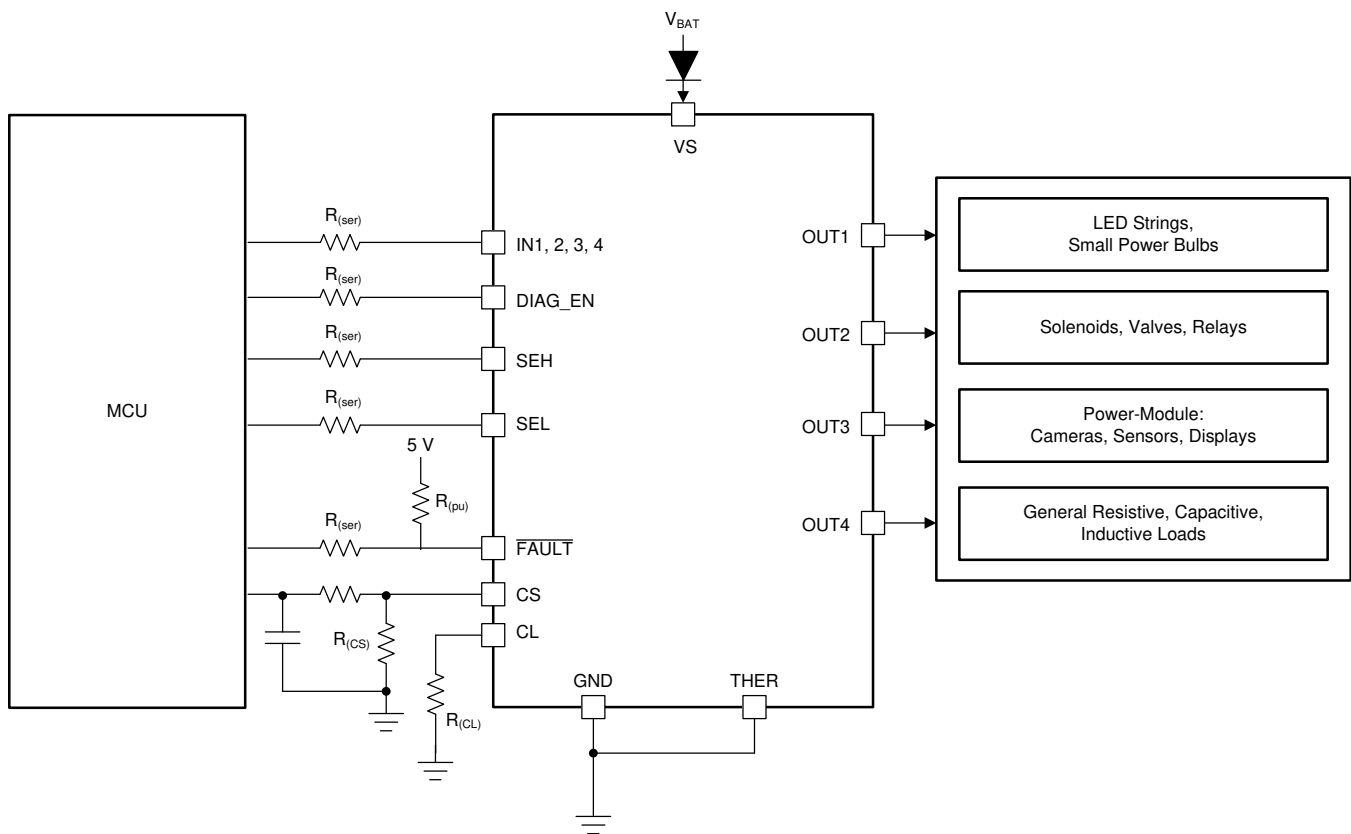 V(BAT)
VS
MCU
R(ser)
IN1, 2, 3, 4
R(ser)
DIAG_EN
R(ser)
SEH
R(ser)
SEL
5 V
R(pu)
R(ser)
FAULT
CS
R(CS)
CL
R(CL)
GND
THER
OUT1
OUT2
OUT3
OUT4
LED Strings,
Small Power Bulbs
Solenoids, Valves, Relays
Power-Module:
Cameras, Sensors, Displays
General Resistive, Capacitive,
Inductive Loads